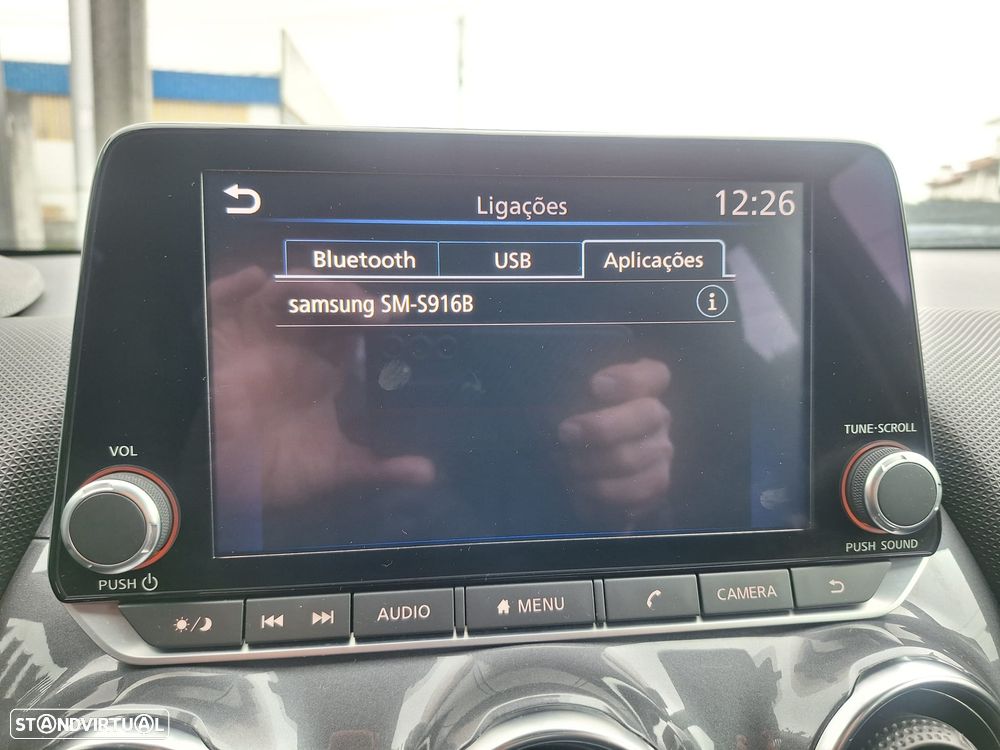 Ligações
12:26
Bluetooth
USB
Aplicações
samsung SM-S916B
i
VOL
TUNE·SCROLL
PUSH
PUSH SOUND
AUDIO
MENU
CAMERA
STANDVIRTUAL